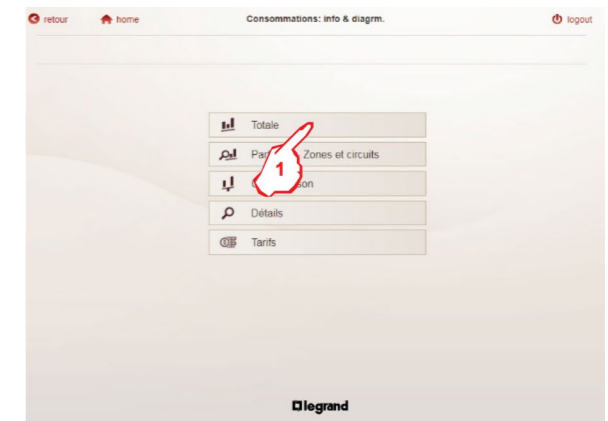 retour home Consommations: info & diagrm. logout
Totale
Zones et circuits
1
Détails
Tarifs
legrand